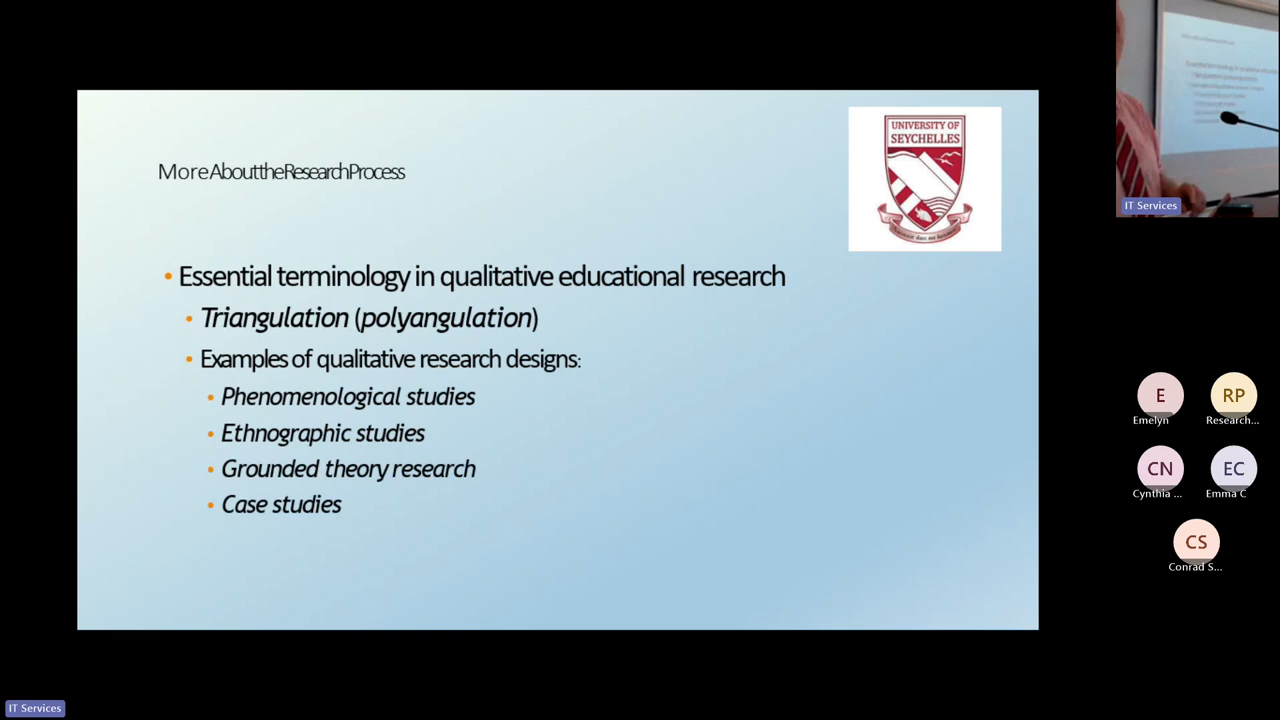 More About the Research Process
UNIVERSITY OF
SEYCHELLES
• Essential terminology in qualitative educational research
• Triangulation (polyangulation)
• Examples of qualitative research designs:
• Phenomenological studies
• Ethnographic studies
• Grounded theory research
• Case studies
IT Services
E
Emelyn
RP
Research...
CN
Cynthia ...
EC
Emma C
CS
Conrad S...
IT Services